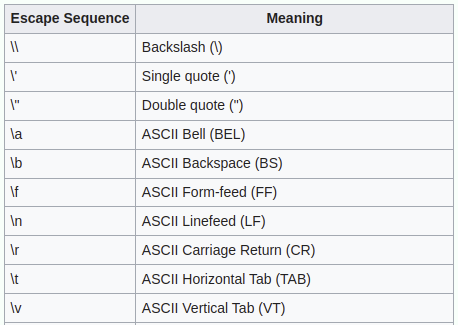 Escape Sequence Meaning
\\ Backslash (\)
\' Single quote (')
\" Double quote (")
\a ASCII Bell (BEL)
\b ASCII Backspace (BS)
\f ASCII Form-feed (FF)
\n ASCII Linefeed (LF)
\r ASCII Carriage Return (CR)
\t ASCII Horizontal Tab (TAB)
\v ASCII Vertical Tab (VT)